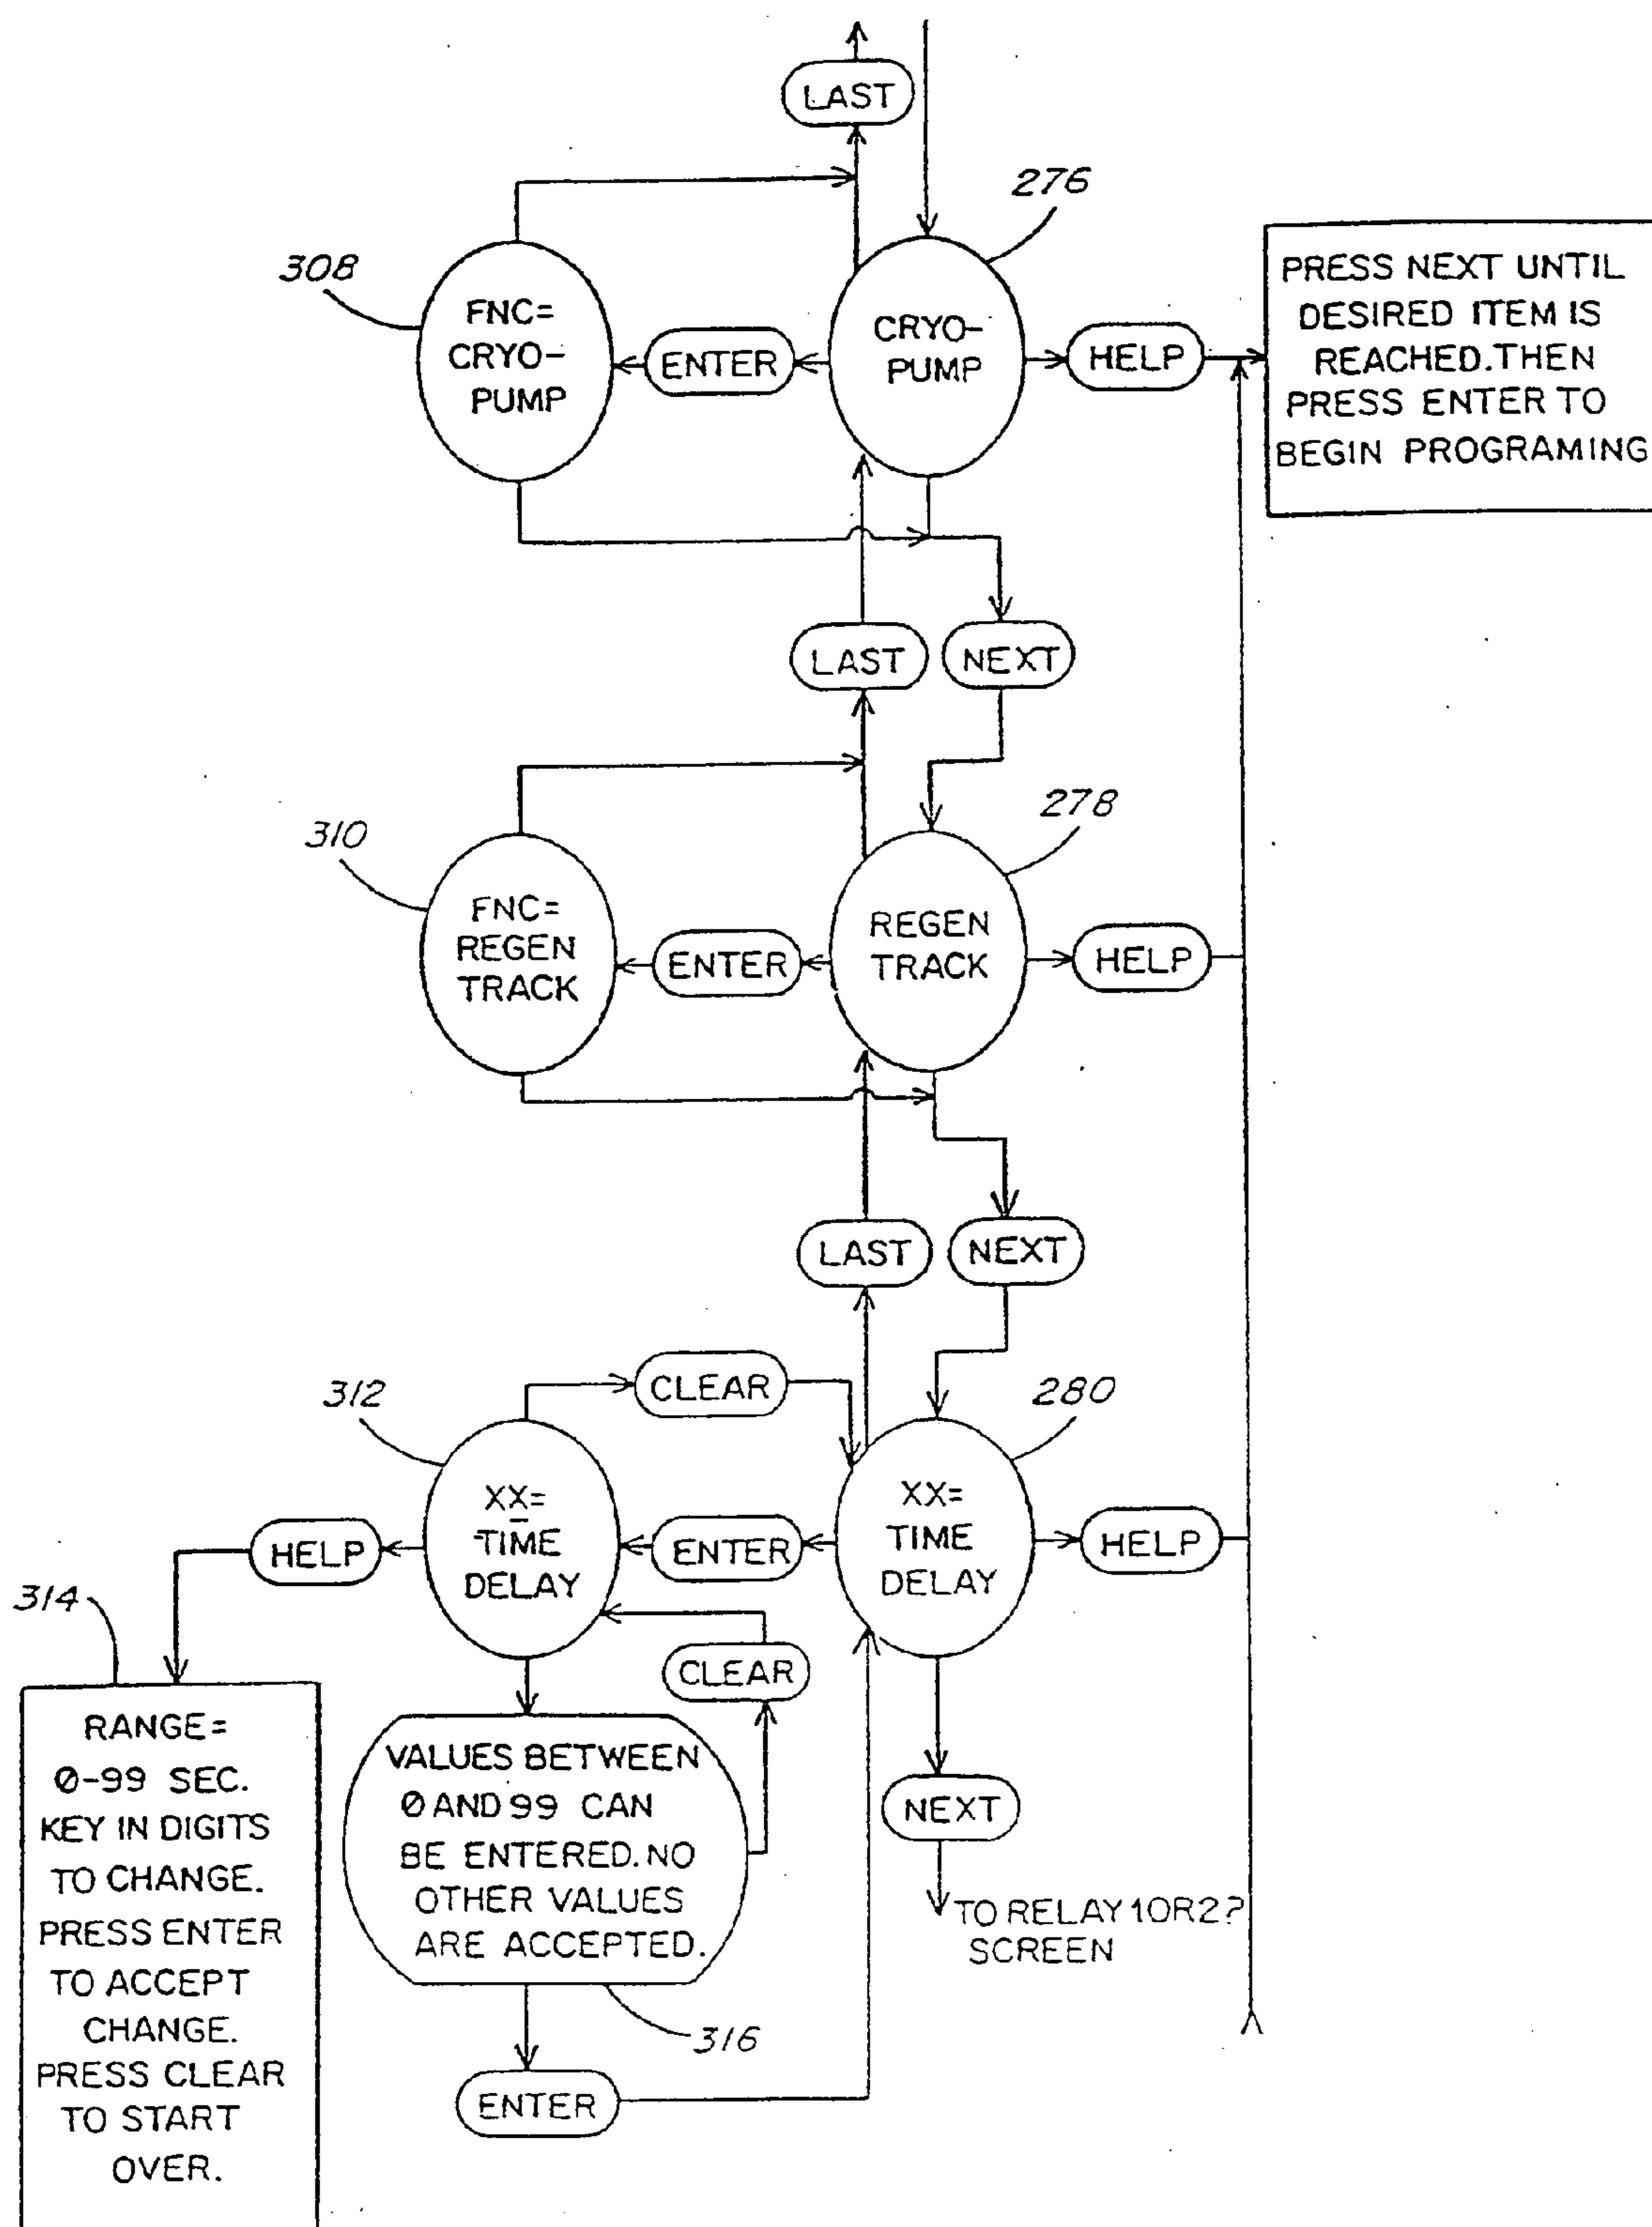 LAST
276
308
FNC=
CRYO-
PUMP
ENTER
CRYO-
PUMP
HELP
PRESS NEXT UNTIL
DESIRED ITEM IS
REACHED.THEN
PRESS ENTER TO
BEGIN PROGRAMING
LAST
NEXT
278
310
FNC=
REGEN
TRACK
ENTER
REGEN
TRACK
HELP
LAST
NEXT
CLEAR
312
280
XX=
TIME
DELAY
ENTER
XX=
TIME
DELAY
HELP
HELP
314
CLEAR
RANGE=
0-99 SEC.
KEY IN DIGITS
TO CHANGE.
PRESS ENTER
TO ACCEPT
CHANGE.
PRESS CLEAR
TO START
OVER.
VALUES BETWEEN
0 AND 99 CAN
BE ENTERED.NO
OTHER VALUES
ARE ACCEPTED.
316
ENTER
NEXT
TO RELAY 1OR2?
SCREEN